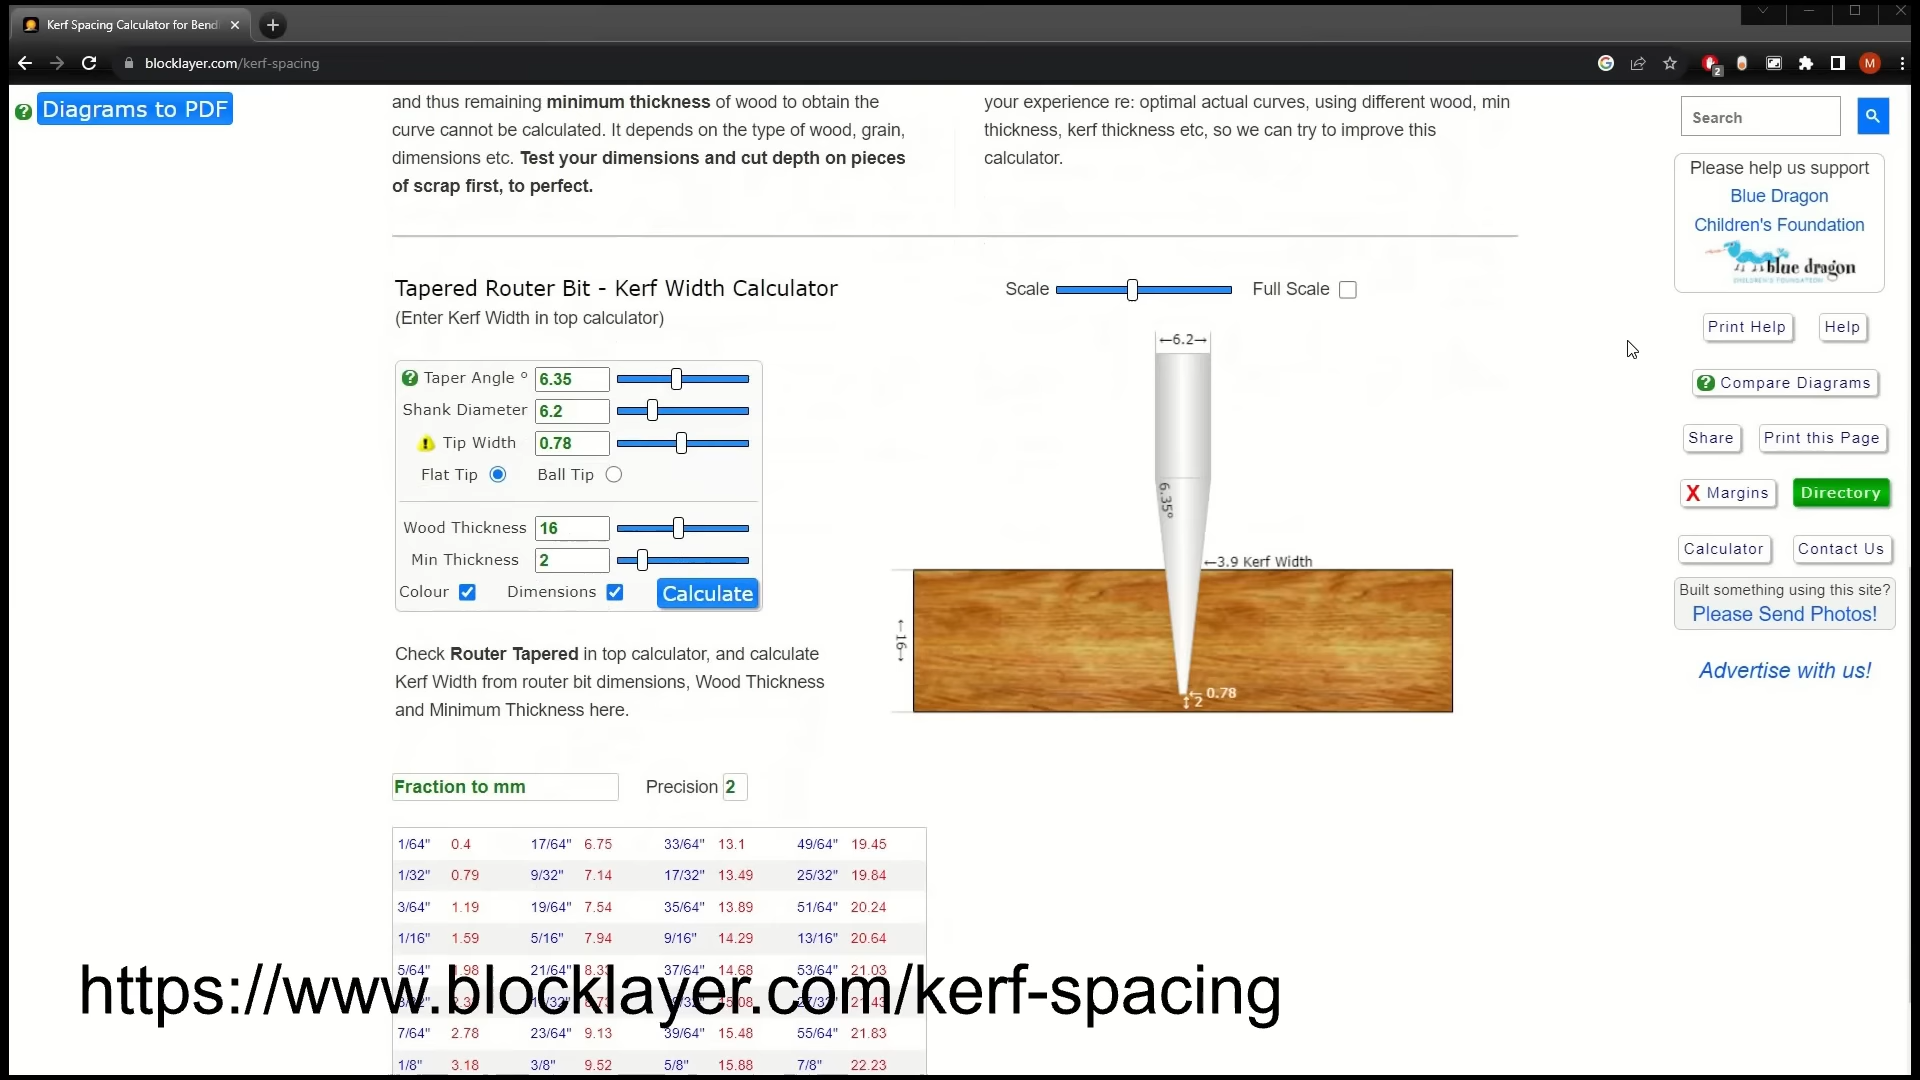 Kerf Spacing Calculator for Bend
blocklayer.com/kerf-spacing
2
M
Diagrams to PDF
and thus remaining minimum thickness of wood to obtain the
curve cannot be calculated. It depends on the type of wood, grain,
dimensions etc. Test your dimensions and cut depth on pieces
of scrap first, to perfect.
your experience re: optimal actual curves, using different wood, min
thickness, kerf thickness etc, so we can try to improve this
calculator.
Search
Please help us support
Blue Dragon
Children's Foundation
blue dragon
CHILDREN'S FOUNDATION
Print Help Help
Compare Diagrams
Share Print this Page
X Margins Directory
Calculator Contact Us
Built something using this site?
Please Send Photos!
Advertise with us!
Tapered Router Bit - Kerf Width Calculator
(Enter Kerf Width in top calculator)
Scale Full Scale
Taper Angle ° 6.35
Shank Diameter 6.2
Tip Width 0.78
Flat Tip Ball Tip
Wood Thickness 16
Min Thickness 2
Colour Dimensions Calculate
←6.2→
6.35°
←3.9 Kerf Width
←16→
← 0.78
2
Check Router Tapered in top calculator, and calculate
Kerf Width from router bit dimensions, Wood Thickness
and Minimum Thickness here.
Fraction to mm Precision 2
1/64" 0.4 17/64" 6.75 33/64" 13.1 49/64" 19.45
1/32" 0.79 9/32" 7.14 17/32" 13.49 25/32" 19.84
3/64" 1.19 19/64" 7.54 35/64" 13.89 51/64" 20.24
1/16" 1.59 5/16" 7.94 9/16" 14.29 13/16" 20.64
5/64" 1.98 21/64" 8.33 37/64" 14.68 53/64" 21.03
https://www.blocklayer.com/kerf-spacing
7/64" 2.78 23/64" 9.13 39/64" 15.48 55/64" 21.83
1/8" 3.18 3/8" 9.52 5/8" 15.88 7/8" 22.23